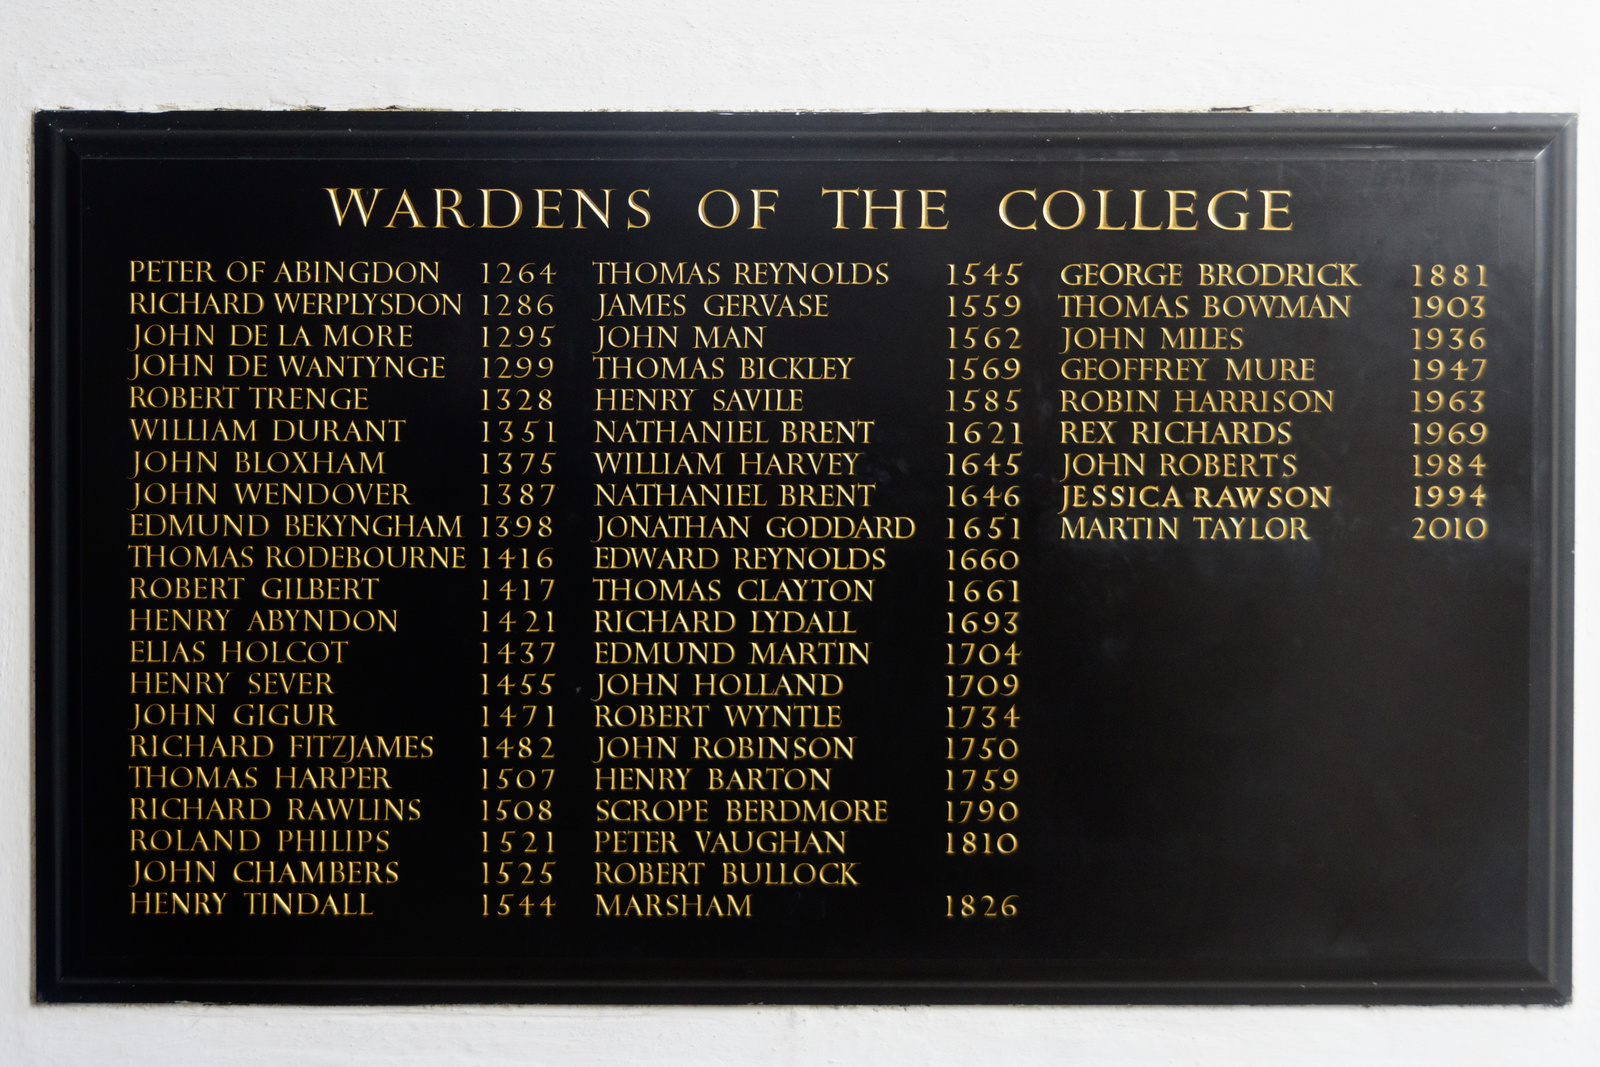 WARDENS OF THE COLLEGE
PETER OF ABINGDON 1264
RICHARD WERPLYSDON 1286
JOHN DE LA MORE 1295
JOHN DE WANTYNGE 1299
ROBERT TRENGE 1328
WILLIAM DURANT 1351
JOHN BLOXHAM 1375
JOHN WENDOVER 1387
EDMUND BEKYNGHAM 1398
THOMAS RODEBOURNE 1416
ROBERT GILBERT 1417
HENRY ABYNDON 1421
ELIAS HOLCOT 1437
HENRY SEVER 1455
JOHN GIGUR 1471
RICHARD FITZJAMES 1482
THOMAS HARPER 1507
RICHARD RAWLINS 1508
ROLAND PHILIPS 1521
JOHN CHAMBERS 1525
HENRY TINDALL 1544
THOMAS REYNOLDS 1545
JAMES GERVASE 1559
JOHN MAN 1562
THOMAS BICKLEY 1569
HENRY SAVILE 1585
NATHANIEL BRENT 1621
WILLIAM HARVEY 1645
NATHANIEL BRENT 1646
JONATHAN GODDARD 1651
EDWARD REYNOLDS 1660
THOMAS CLAYTON 1661
RICHARD LYDALL 1693
EDMUND MARTIN 1704
JOHN HOLLAND 1709
ROBERT WYNTLE 1734
JOHN ROBINSON 1750
HENRY BARTON 1759
SCROPE BERDMORE 1790
PETER VAUGHAN 1810
ROBERT BULLOCK
MARSHAM 1826
GEORGE BRODRICK 1881
THOMAS BOWMAN 1903
JOHN MILES 1936
GEOFFREY MURE 1947
ROBIN HARRISON 1963
REX RICHARDS 1969
JOHN ROBERTS 1984
JESSICA RAWSON 1994
MARTIN TAYLOR 2010